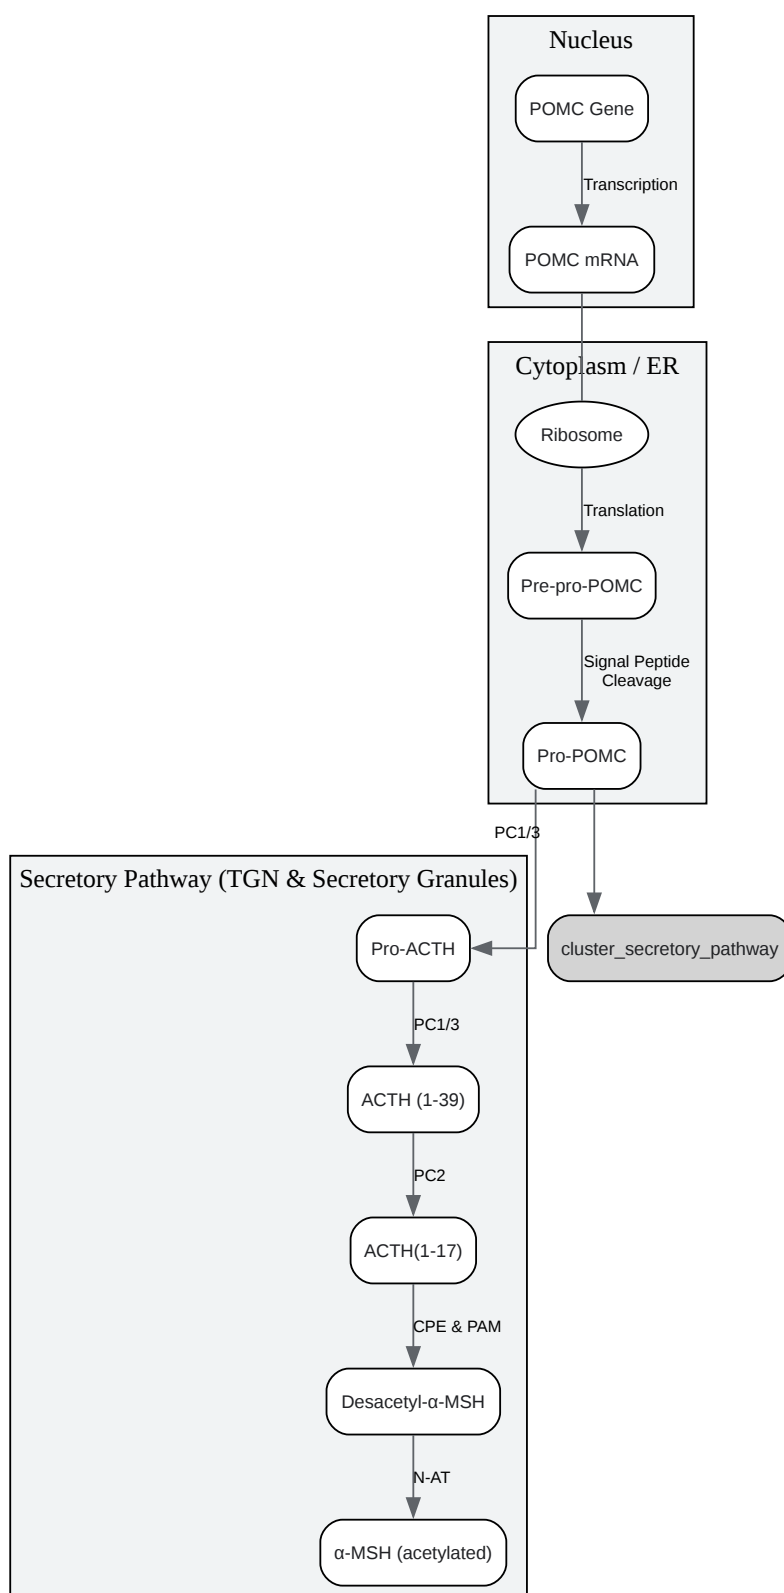 Nucleus
POMC Gene
Transcription
POMC mRNA
Cytoplasm / ER
Ribosome
Translation
Pre-pro-POMC
Signal Peptide
Cleavage
Pro-POMC
PC1/3
Secretory Pathway (TGN & Secretory Granules)
Pro-ACTH
cluster_secretory_pathway
PC1/3
ACTH (1-39)
PC2
ACTH(1-17)
CPE & PAM
Desacetyl-α-MSH
N-AT
α-MSH (acetylated)